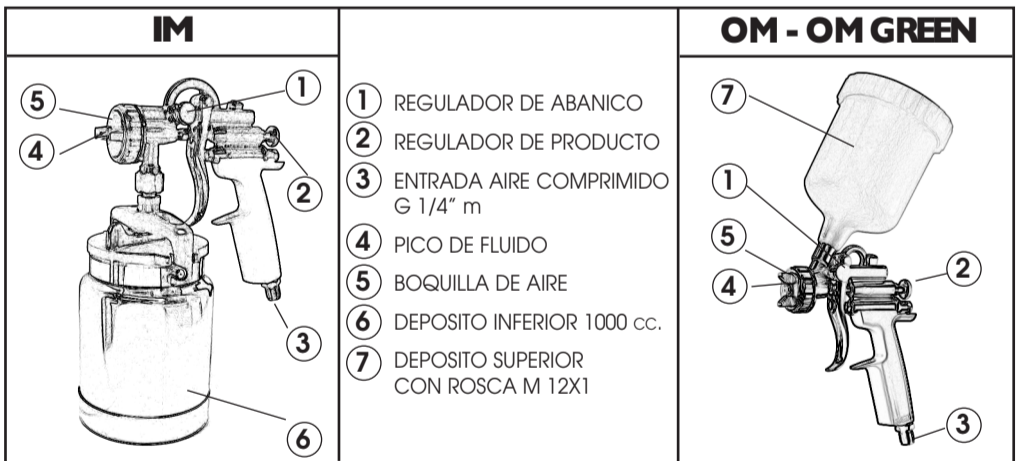 IM
5
4
1
2
3
6
1 REGULADOR DE ABANICO
2 REGULADOR DE PRODUCTO
3 ENTRADA AIRE COMPRIMIDO
G 1/4" m
4 PICO DE FLUIDO
5 BOQUILLA DE AIRE
6 DEPOSITO INFERIOR 1000 cc.
7 DEPOSITO SUPERIOR
CON ROSCA M 12X1
OM - OM GREEN
7
1
5
4
2
3